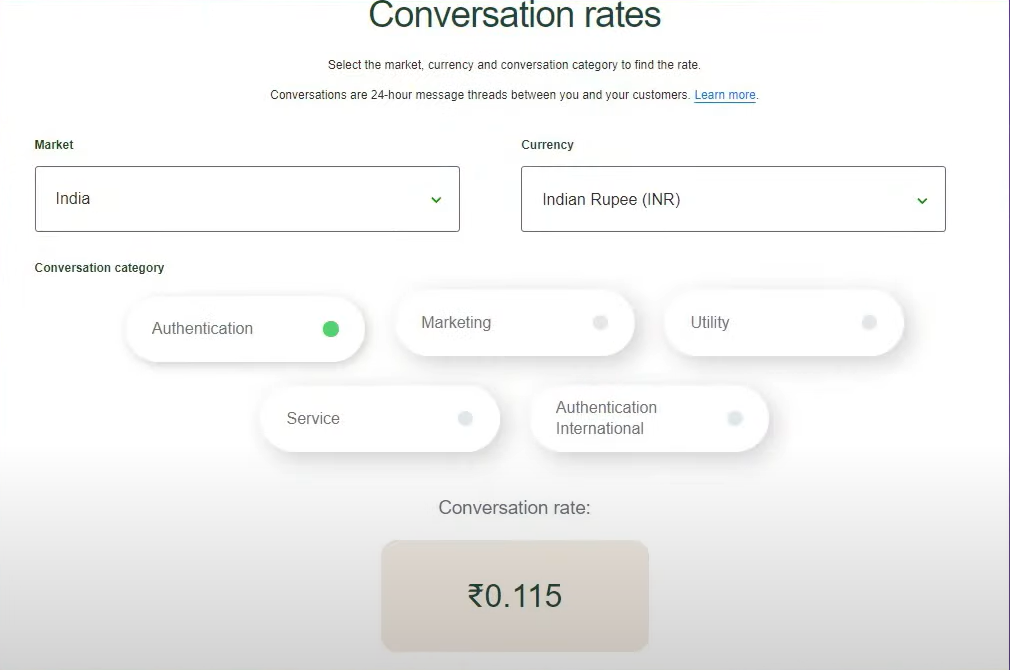 Conversation rates
Select the market, currency and conversation category to find the rate.
Conversations are 24-hour message threads between you and your customers. Learn more.
Market
Currency
India
Indian Rupee (INR)
Conversation category
Authentication
Marketing
Utility
Service
Authentication
International
Conversation rate:
₹0.115